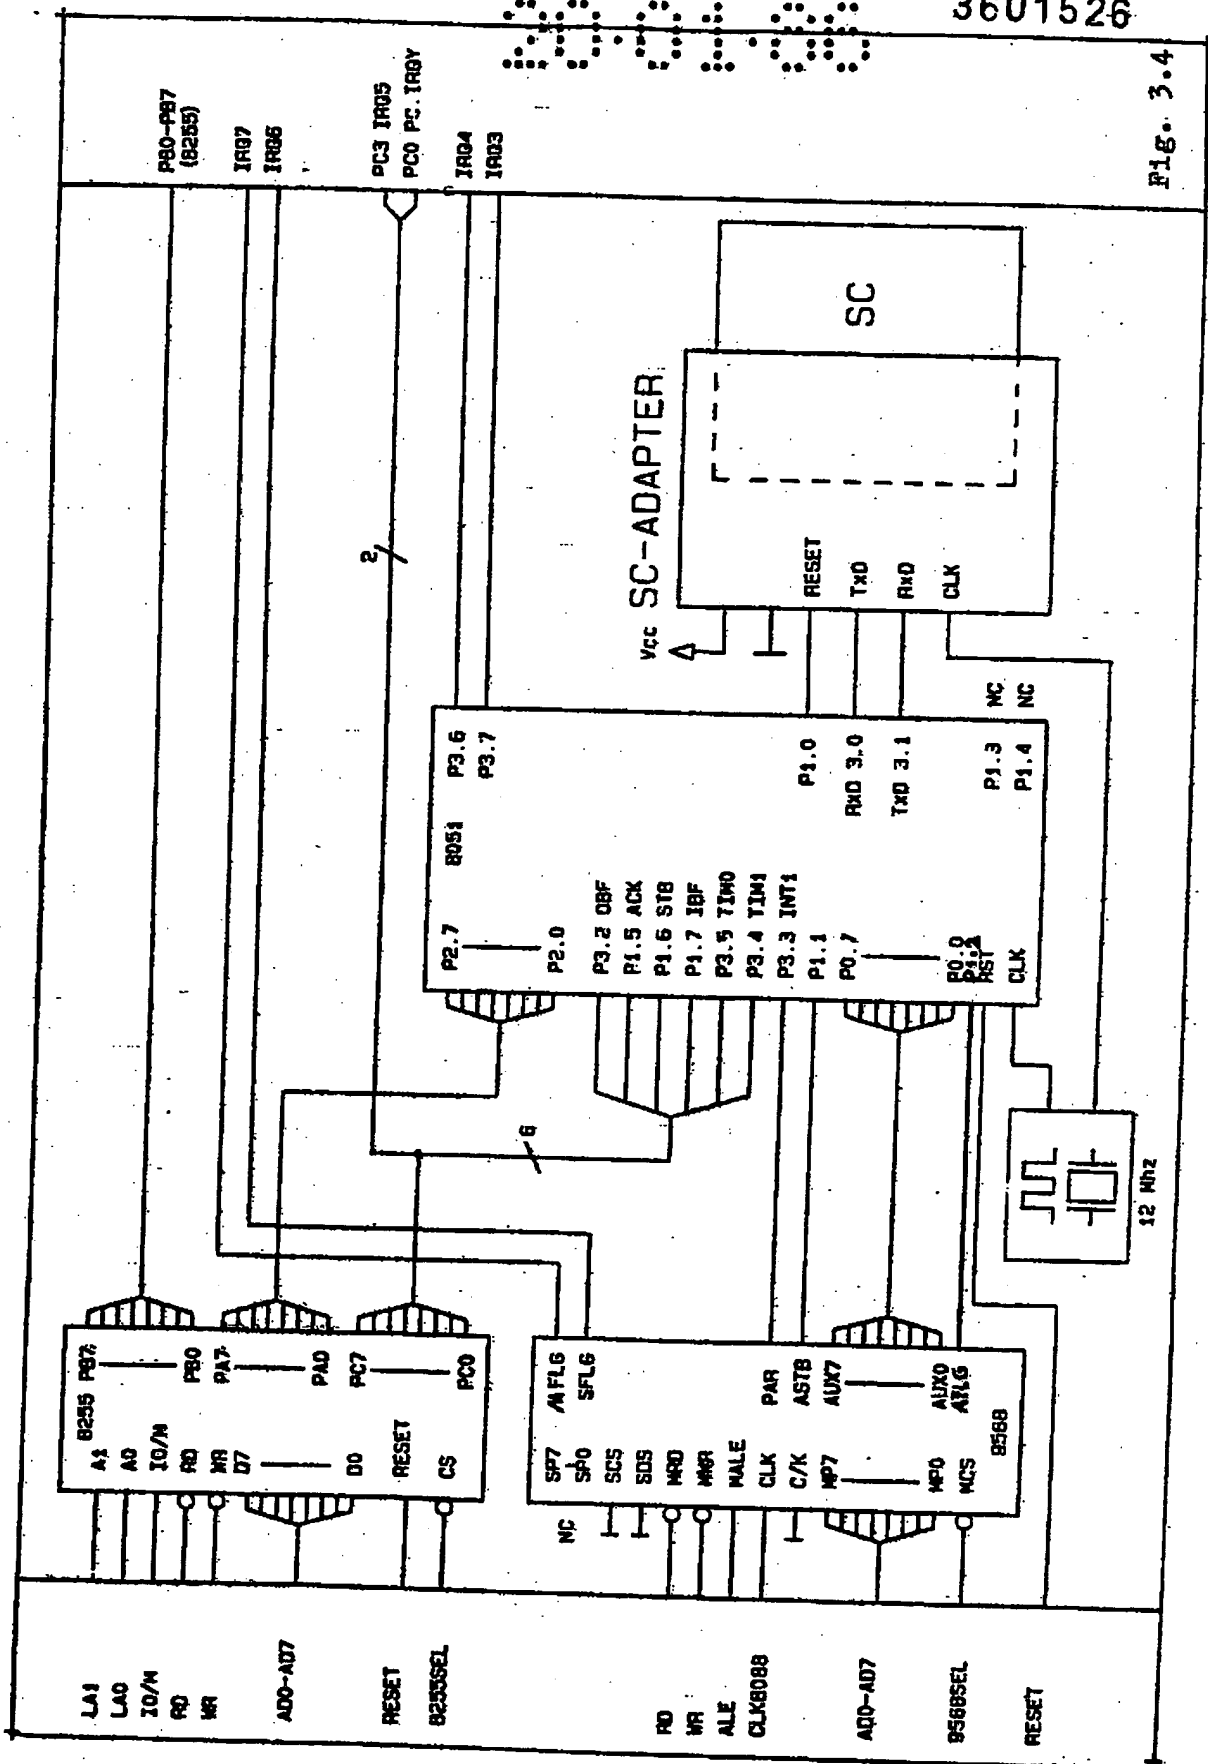 3601526
Fig. 3.4
PB0-PB7
(8255)
IRQ7
IRQ6
PC3 IRQ5
PC0 PC.IRQY
IRQ4
IRQ3
2
6
SC-ADAPTER
SC
Vcc
RESET
TxD
RxD
CLK
8051
P3.6
P3.7
P1.0
RxD 3.0
TxD 3.1
P1.3 NC
P1.4 NC
P2.7
P2.0
P3.2 OBF
P1.5 ACK
P1.6 STB
P1.7 IBF
P3.5 TIM0
P3.4 TIM1
P3.3 INT1
P1.1
P0.7
P0.0
P1.2
RST
CLK
12 Mhz
8255
PB7
PB0
PA7
PA0
PC7
PC0
A1
A0
IO/M
RD
WR
D7
D0
RESET
CS
/MFLG
SFLG
PAR
ASTB
AUX7
AUX0
AFLG
9568
SP7
SP0
SCS
SDS
MRD
MWR
MALE
CLK
C/K
MP7
MP0
MCS
NC
LA1
LA0
IO/M
RD
WR
AD0-AD7
RESET
8255SEL
RD
WR
ALE
CLK8088
AD0-AD7
9568SEL
RESET